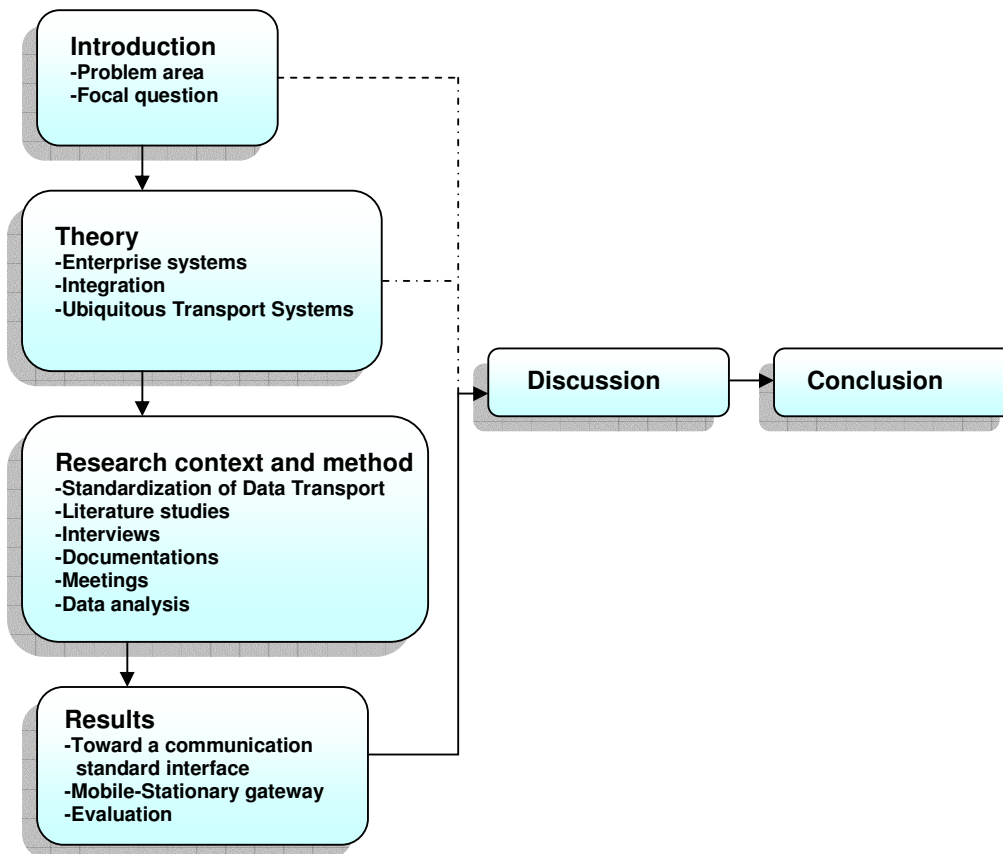 Introduction
-Problem area
-Focal question
Theory
-Enterprise systems
-Integration
-Ubiquitous Transport Systems
Research context and method
-Standardization of Data Transport
-Literature studies
-Interviews
-Documentations
-Meetings
-Data analysis
Results
-Toward a communication
standard interface
-Mobile-Stationary gateway
-Evaluation
Discussion
Conclusion